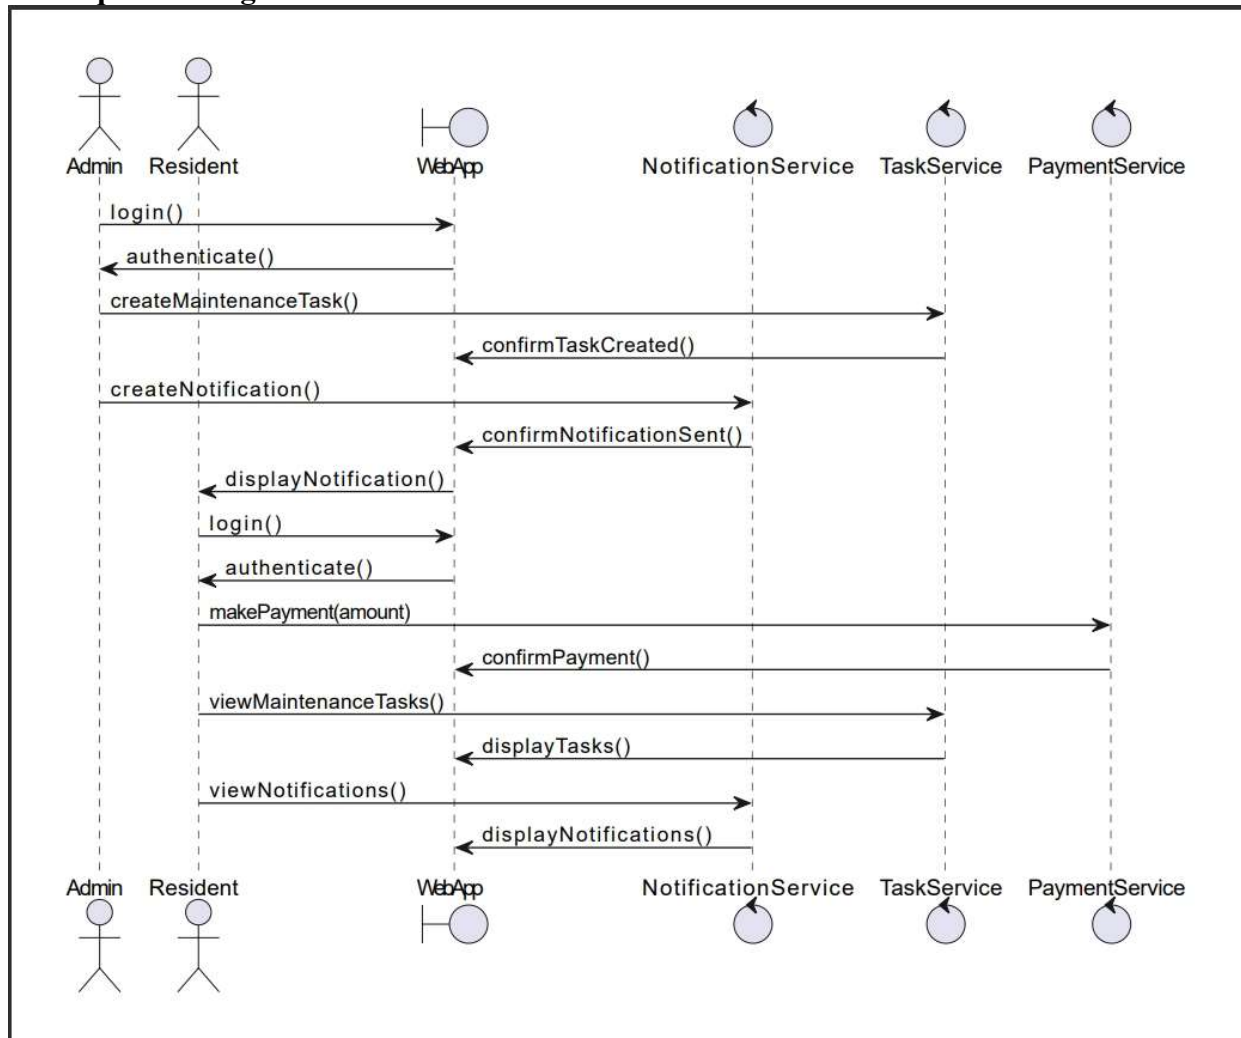 Admin Resident WebApp NotificationService TaskService PaymentService
login()
authenticate()
createMaintenanceTask()
confirmTaskCreated()
createNotification()
confirmNotificationSent()
displayNotification()
login()
authenticate()
makePayment(amount)
confirmPayment()
viewMaintenanceTasks()
displayTasks()
viewNotifications()
displayNotifications()
Admin Resident WebApp NotificationService TaskService PaymentService